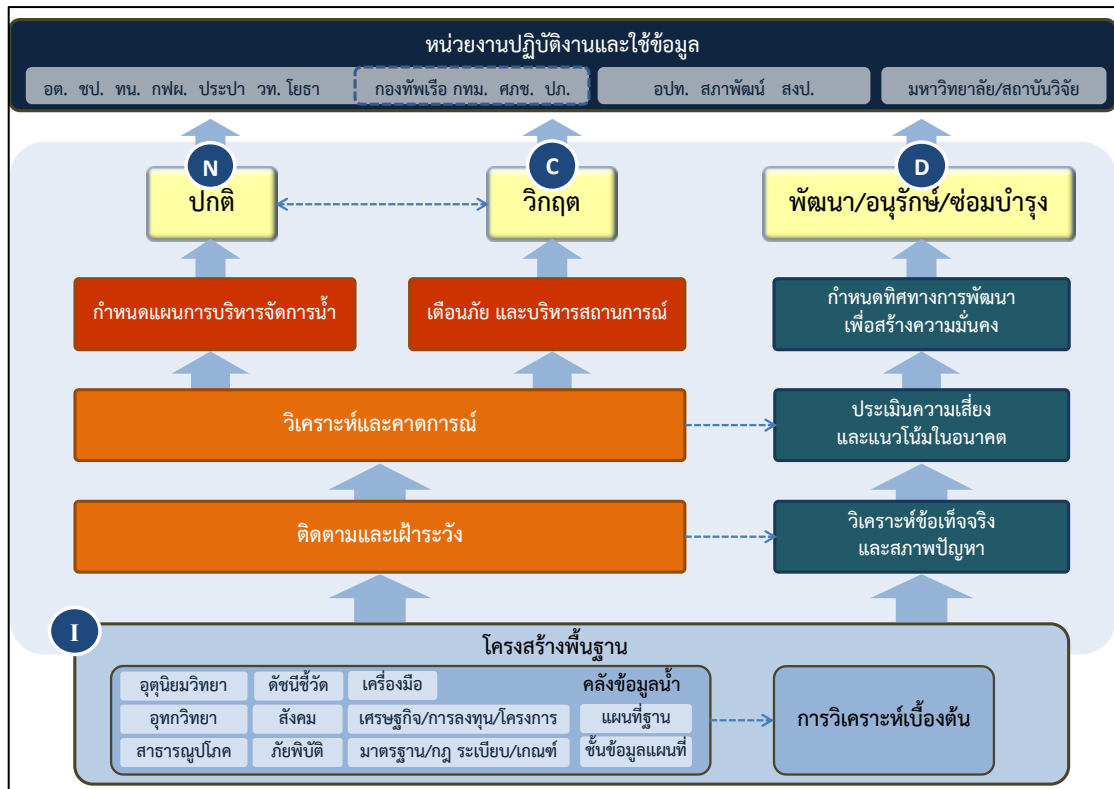 หน่วยงานปฏิบัติงานและใช้ข้อมูล
อต. ชป. ทน. กฟผ. ประปา วท. โยธา
กองทัพเรือ กทม. ศภช. ปภ.
อปท. สภาพัฒน์ สงป.
มหาวิทยาลัย/สถาบันวิจัย
N
C
D
ปกติ
วิกฤต
พัฒนา/อนุรักษ์/ซ่อมบำรุง
กำหนดแผนการบริหารจัดการน้ำ
เตือนภัย และบริหารสถานการณ์
กำหนดทิศทางการพัฒนา
เพื่อสร้างความมั่นคง
วิเคราะห์และคาดการณ์
ประเมินความเสี่ยง
และแนวโน้มในอนาคต
ติดตามและเฝ้าระวัง
วิเคราะห์ข้อเท็จจริง
และสภาพปัญหา
I
โครงสร้างพื้นฐาน
อุตุนิยมวิทยา
ดัชนีชี้วัด
เครื่องมือ
คลังข้อมูลน้ำ
อุทกวิทยา
สังคม
เศรษฐกิจ/การลงทุน/โครงการ
แผนที่ฐาน
สาธารณูปโภค
ภัยพิบัติ
มาตรฐาน/กฎ ระเบียบ/เกณฑ์
ชั้นข้อมูลแผนที่
การวิเคราะห์เบื้องต้น